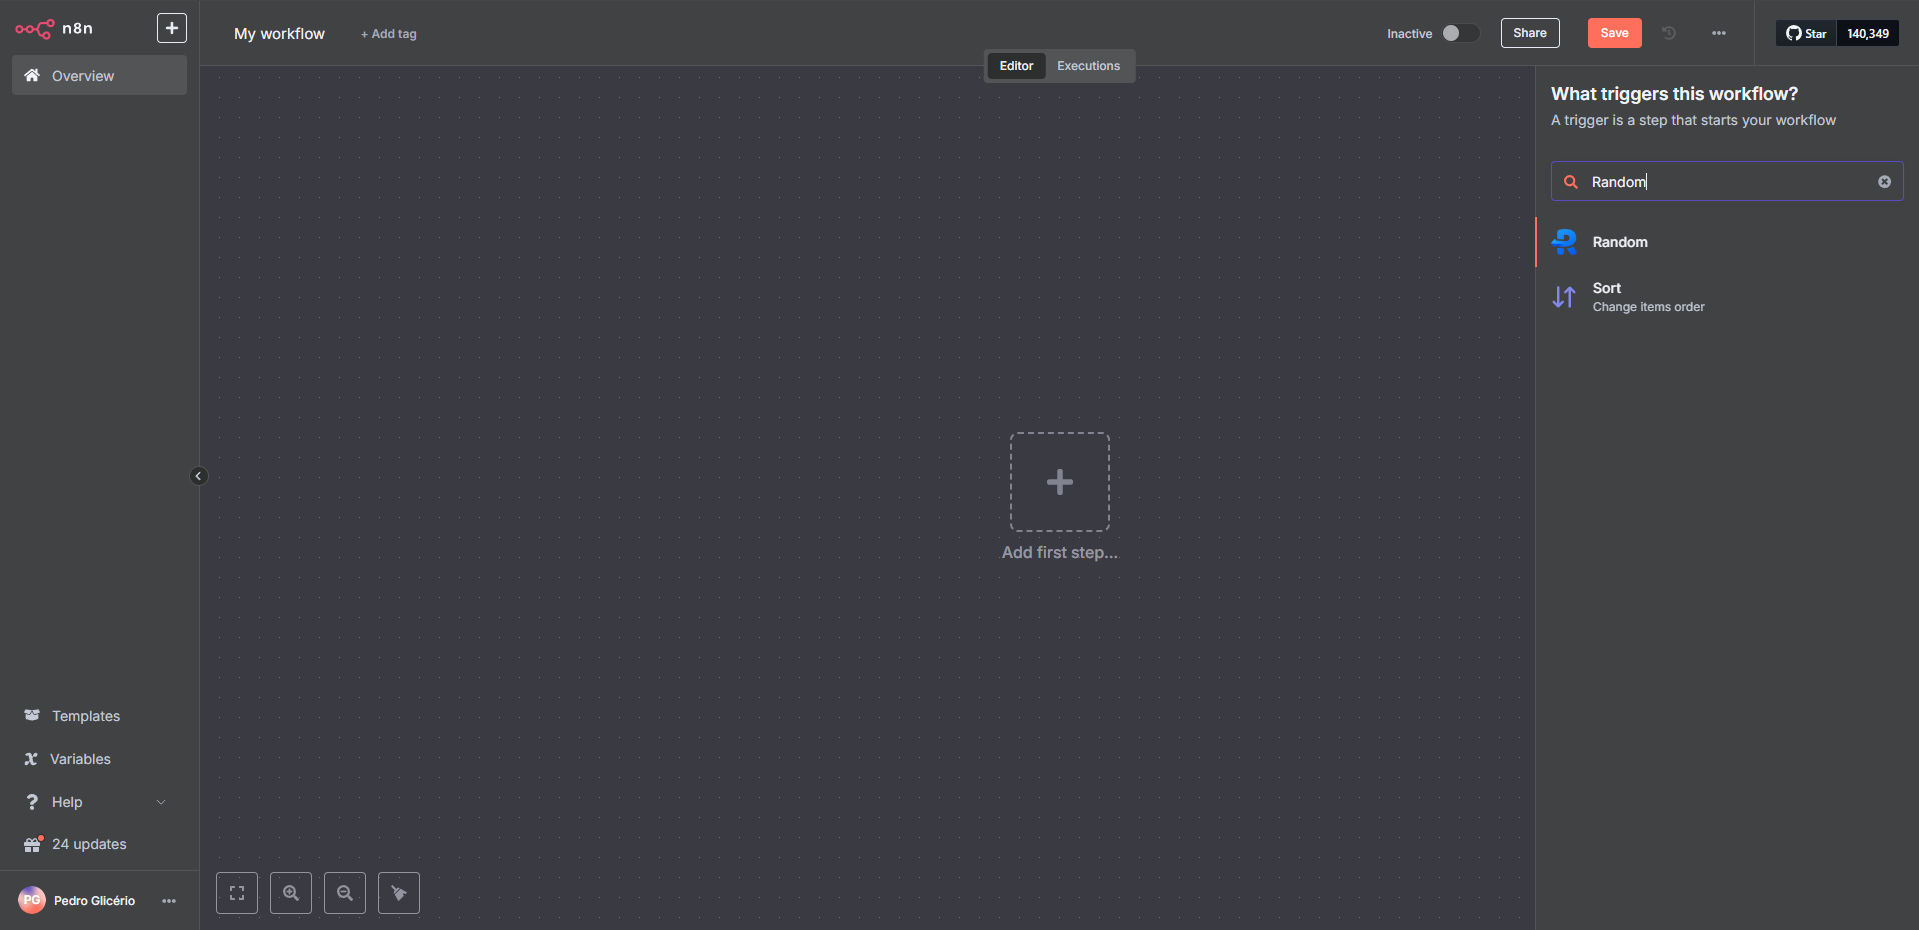 n8n
Overview
My workflow
+ Add tag
Inactive
Share
Save
Star
140,349
Editor
Executions
What triggers this workflow?
A trigger is a step that starts your workflow
Random
Random
Sort
Change items order
Add first step...
Templates
Variables
Help
24 updates
PG
Pedro Glicério